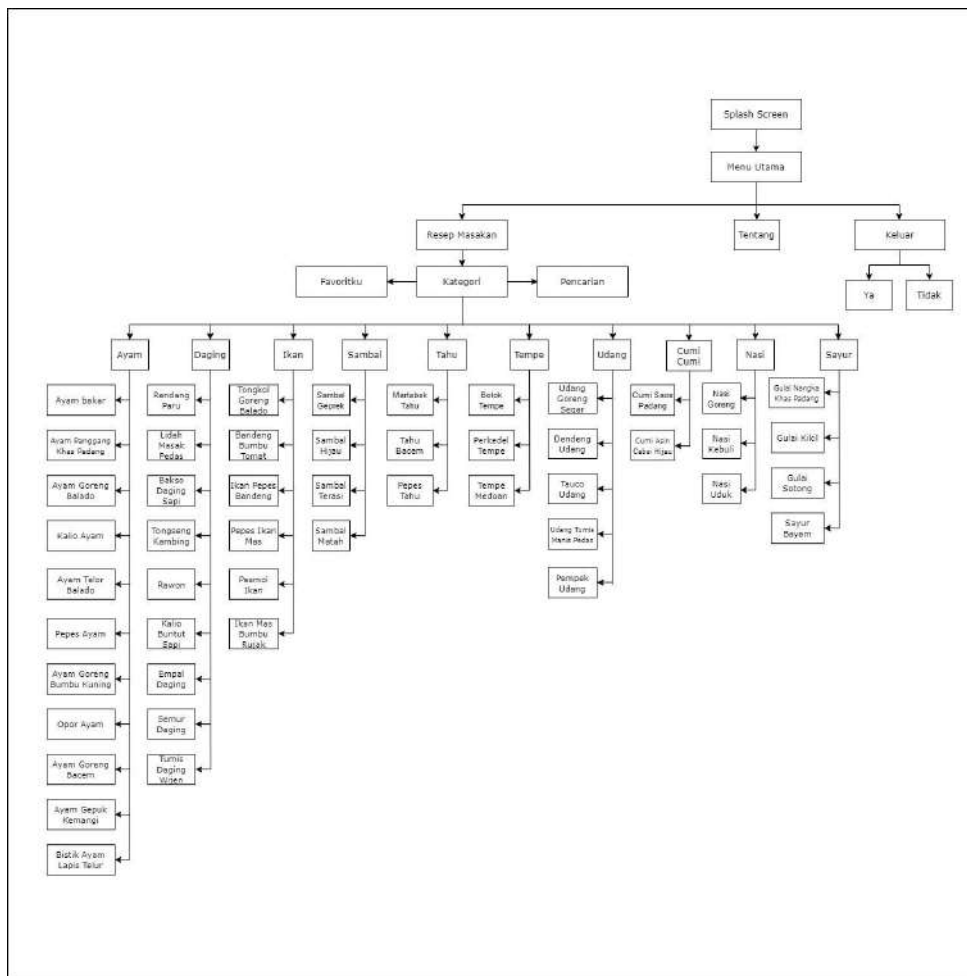 Splash Screen
Menu Utama
Resep Masakan
Tentang
Keluar
Favoritku
Kategori
Pencarian
Ya
Tidak
Ayam
Daging
Ikan
Sambal
Tahu
Tempe
Udang
Cumi
Cumi
Nasi
Sayur
Ayam bakar
Ayam Panggang
Khas Padang
Ayam Goreng
Balado
Kalio Ayam
Ayam Telor
Balado
Pepes Ayam
Ayam Goreng
Bumbu Kuning
Opor Ayam
Ayam Goreng
Bacem
Ayam Gepuk
Kemangi
Bistik Ayam
Lapis Telur
Rendang
Paru
Lidah
Masak
Pedas
Bakso
Daging
Sapi
Tongseng
Kambing
Rawon
Kalio
Buntut
Sapi
Empal
Daging
Semur
Daging
Tumis
Daging
Wijen
Tongkol
Goreng
Balado
Bandeng
Bumbu
Tomat
Ikan Pepes
Bandeng
Pepes Ikan
Mas
Pesmol
Ikan
Ikan Mas
Bumbu
Rujak
Sambal
Geprek
Sambal
Hijau
Sambal
Terasi
Sambal
Matah
Martabak
Tahu
Tahu
Bacem
Pepes
Tahu
Botok
Tempe
Perkedel
Tempe
Tempe
Medoan
Udang
Goreng
Segar
Dendeng
Udang
Tauco
Udang
Udang Tumis
Manis Pedas
Pempek
Udang
Cumi Saos
Padang
Cumi Asin
Cabai Hijau
Nasi
Goreng
Nasi
Kebuli
Nasi
Uduk
Gulai Nangka
Khas Padang
Gulai Kikil
Gulai
Sotong
Sayur
Bayam